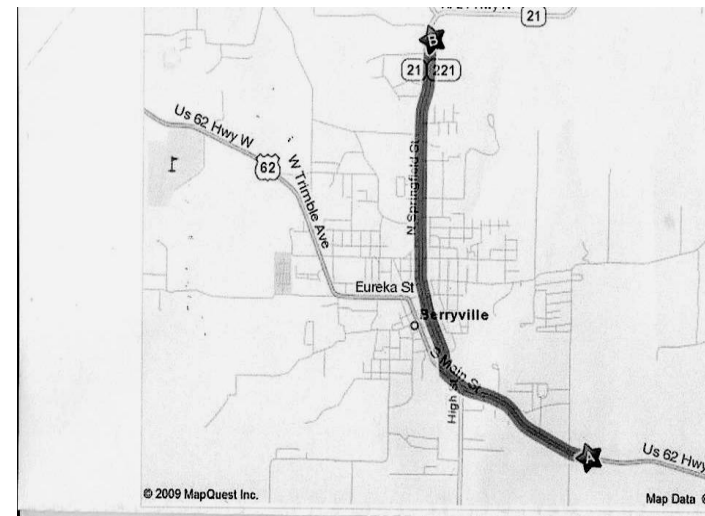 21
B
21 221
Us 62 Hwy W
62
W Trimble Ave
N Springfield St
Eureka St
Berryville
S Main St
High
A
Us 62 Hwy
© 2009 MapQuest Inc.
Map Data ©